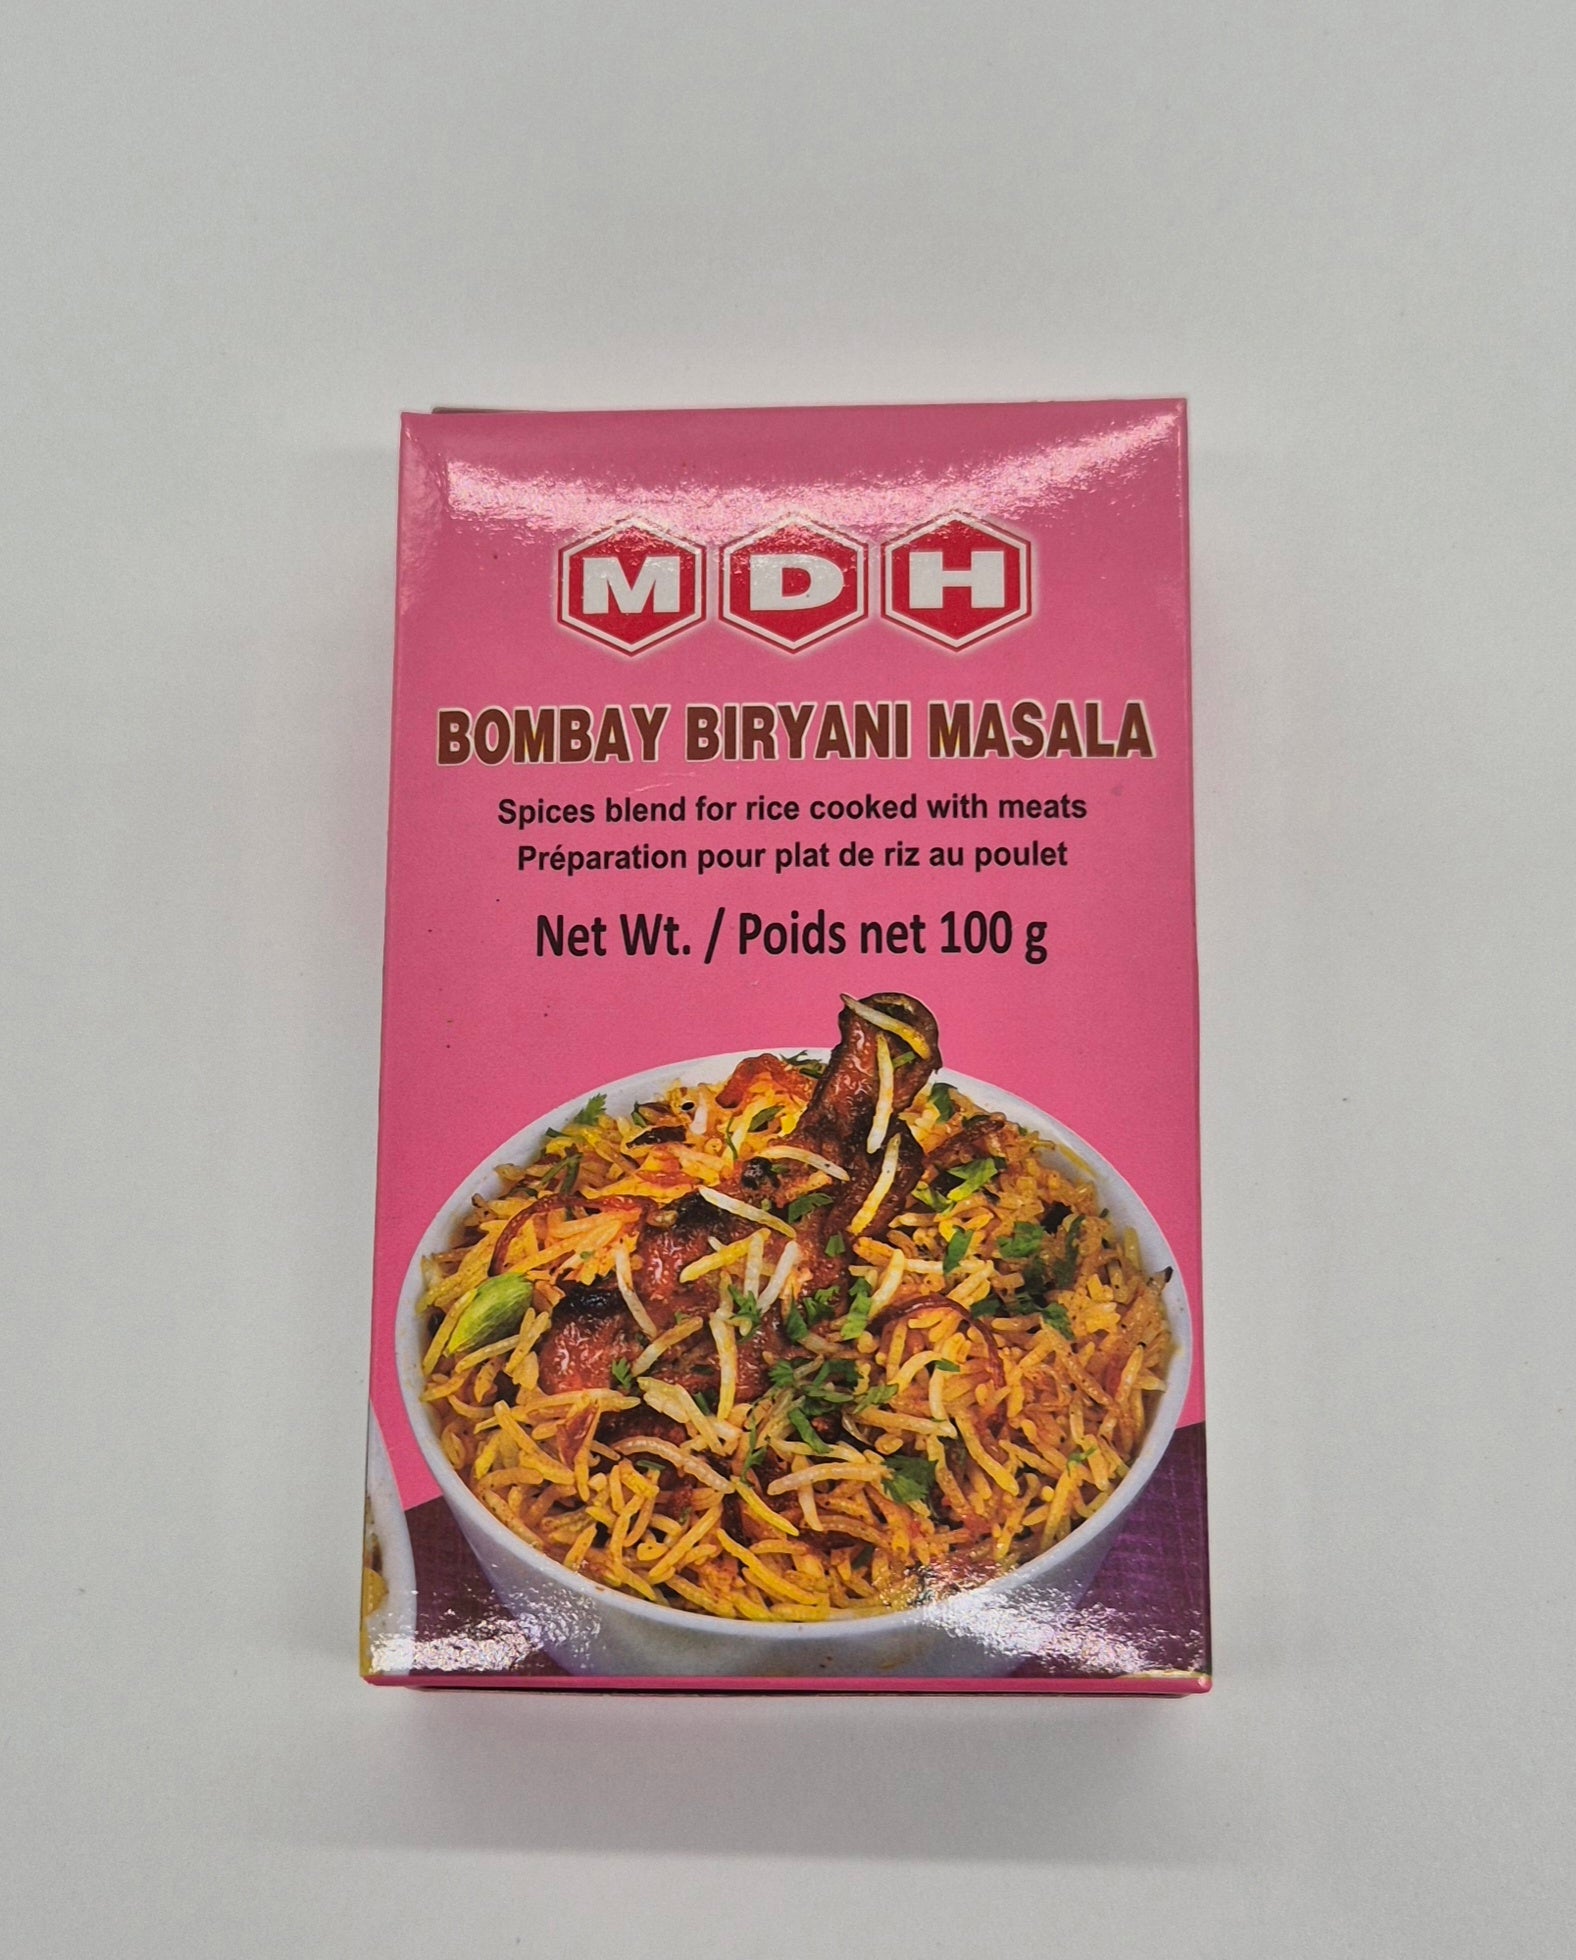 MDH
BOMBAY BIRYANI MASALA
Spices blend for rice cooked with meats
Préparation pour plat de riz au poulet
Net Wt. / Poids net 100 g